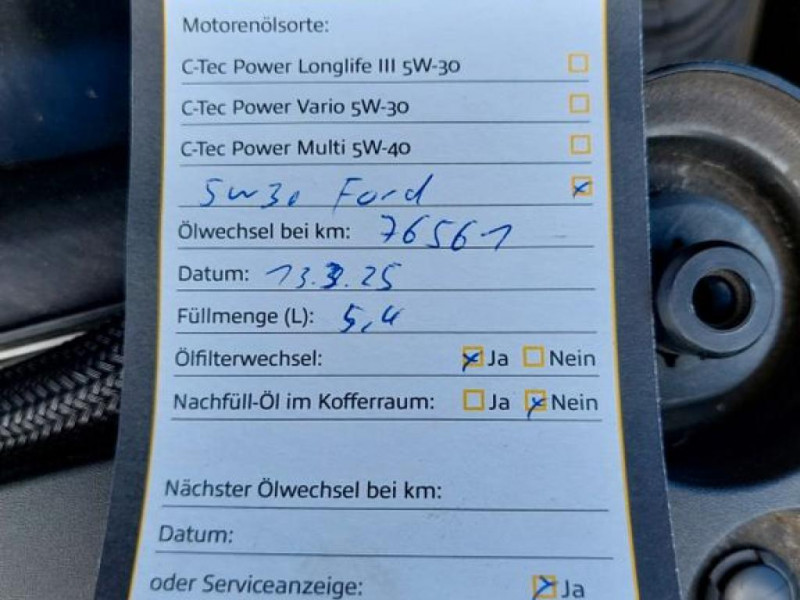 Motorenölsorte:
C-Tec Power Longlife III 5W-30 ☐
C-Tec Power Vario 5W-30 ☐
C-Tec Power Multi 5W-40 ☐
5W30 Ford ☒
Ölwechsel bei km: 76561
Datum: 13.3.25
Füllmenge (L): 5,4
Ölfilterwechsel: ☒ Ja ☐ Nein
Nachfüll-Öl im Kofferraum: ☐ Ja ☒ Nein
Nächster Ölwechsel bei km:
Datum:
oder Serviceanzeige: ☒ Ja